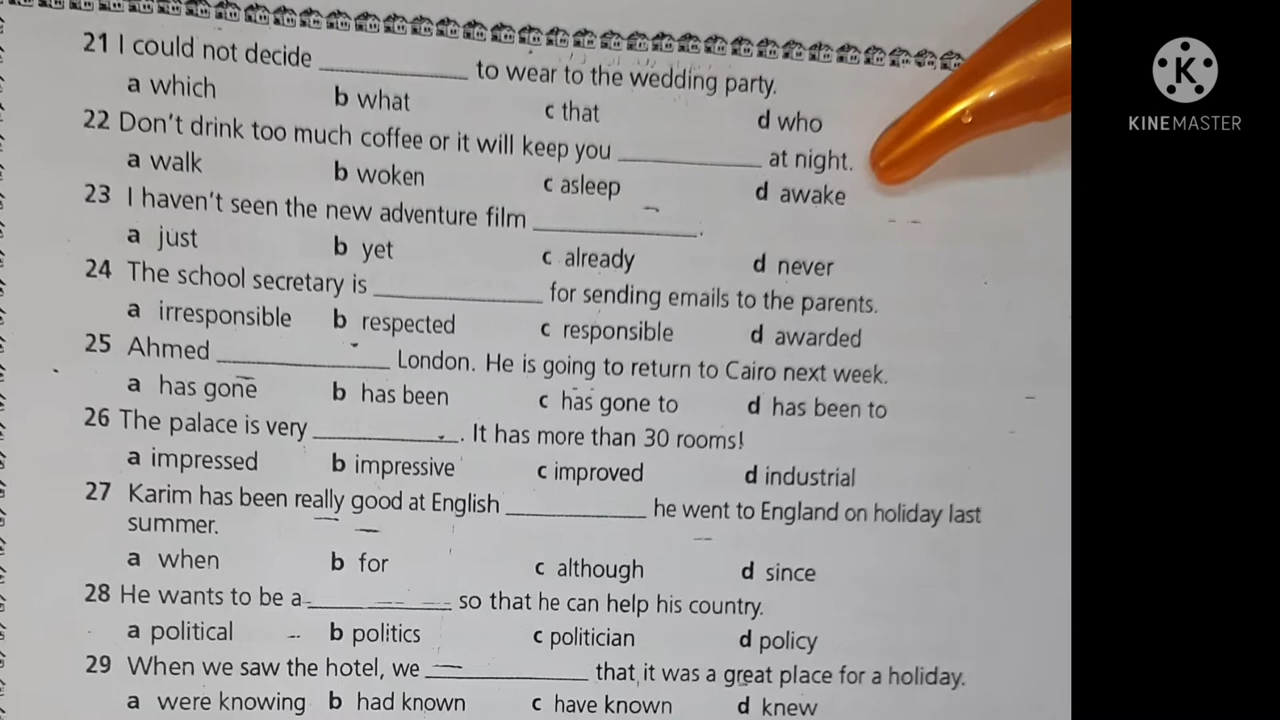 21 I could not decide ____________ to wear to the wedding party.
a which b what c that d who
22 Don't drink too much coffee or it will keep you ____________ at night.
a walk b woken c asleep d awake
23 I haven't seen the new adventure film ____________.
a just b yet c already d never
24 The school secretary is ____________ for sending emails to the parents.
a irresponsible b respected c responsible d awarded
25 Ahmed ____________ London. He is going to return to Cairo next week.
a has gone b has been c has gone to d has been to
26 The palace is very ____________. It has more than 30 rooms!
a impressed b impressive c improved d industrial
27 Karim has been really good at English ____________ he went to England on holiday last
summer.
a when b for c although d since
28 He wants to be a ____________ so that he can help his country.
a political b politics c politician d policy
29 When we saw the hotel, we ____________ that it was a great place for a holiday.
a were knowing b had known c have known d knew
K
KINEMASTER